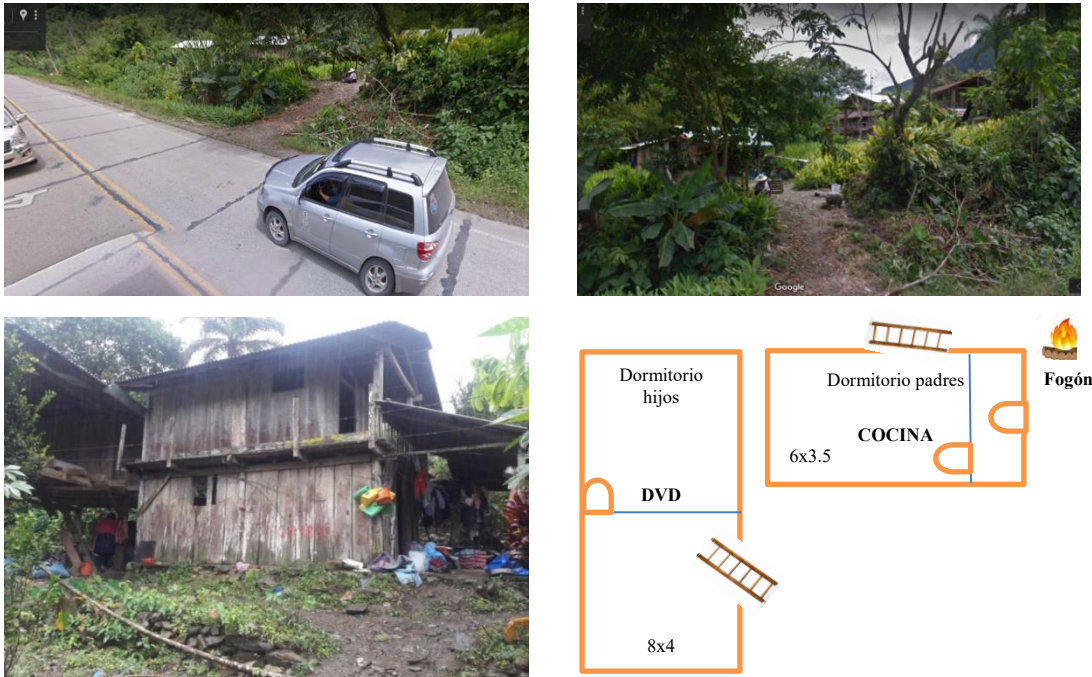 Google
Dormitorio
hijos
DVD
8x4
Dormitorio padres
COCINA
6x3.5
Fogón